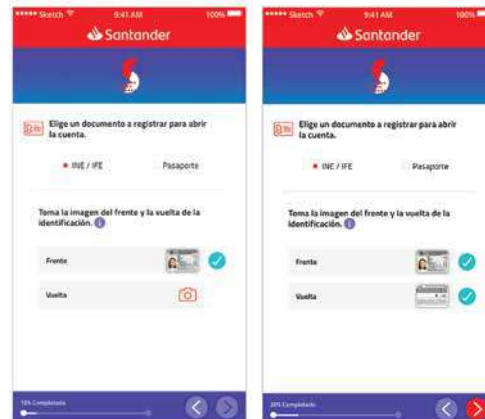 Sketch 9:41 AM 100%
Santander
Elige un documento a registrar para abrir
la cuenta.
INE / IFE Pasaporte
Toma la imagen del frente y la vuelta de la
identificación. i
Frente
Vuelta
10% Completado
Sketch 9:41 AM 100%
Santander
Elige un documento a registrar para abrir
la cuenta.
INE / IFE Pasaporte
Toma la imagen del frente y la vuelta de la
identificación. i
Frente
Vuelta
20% Completado